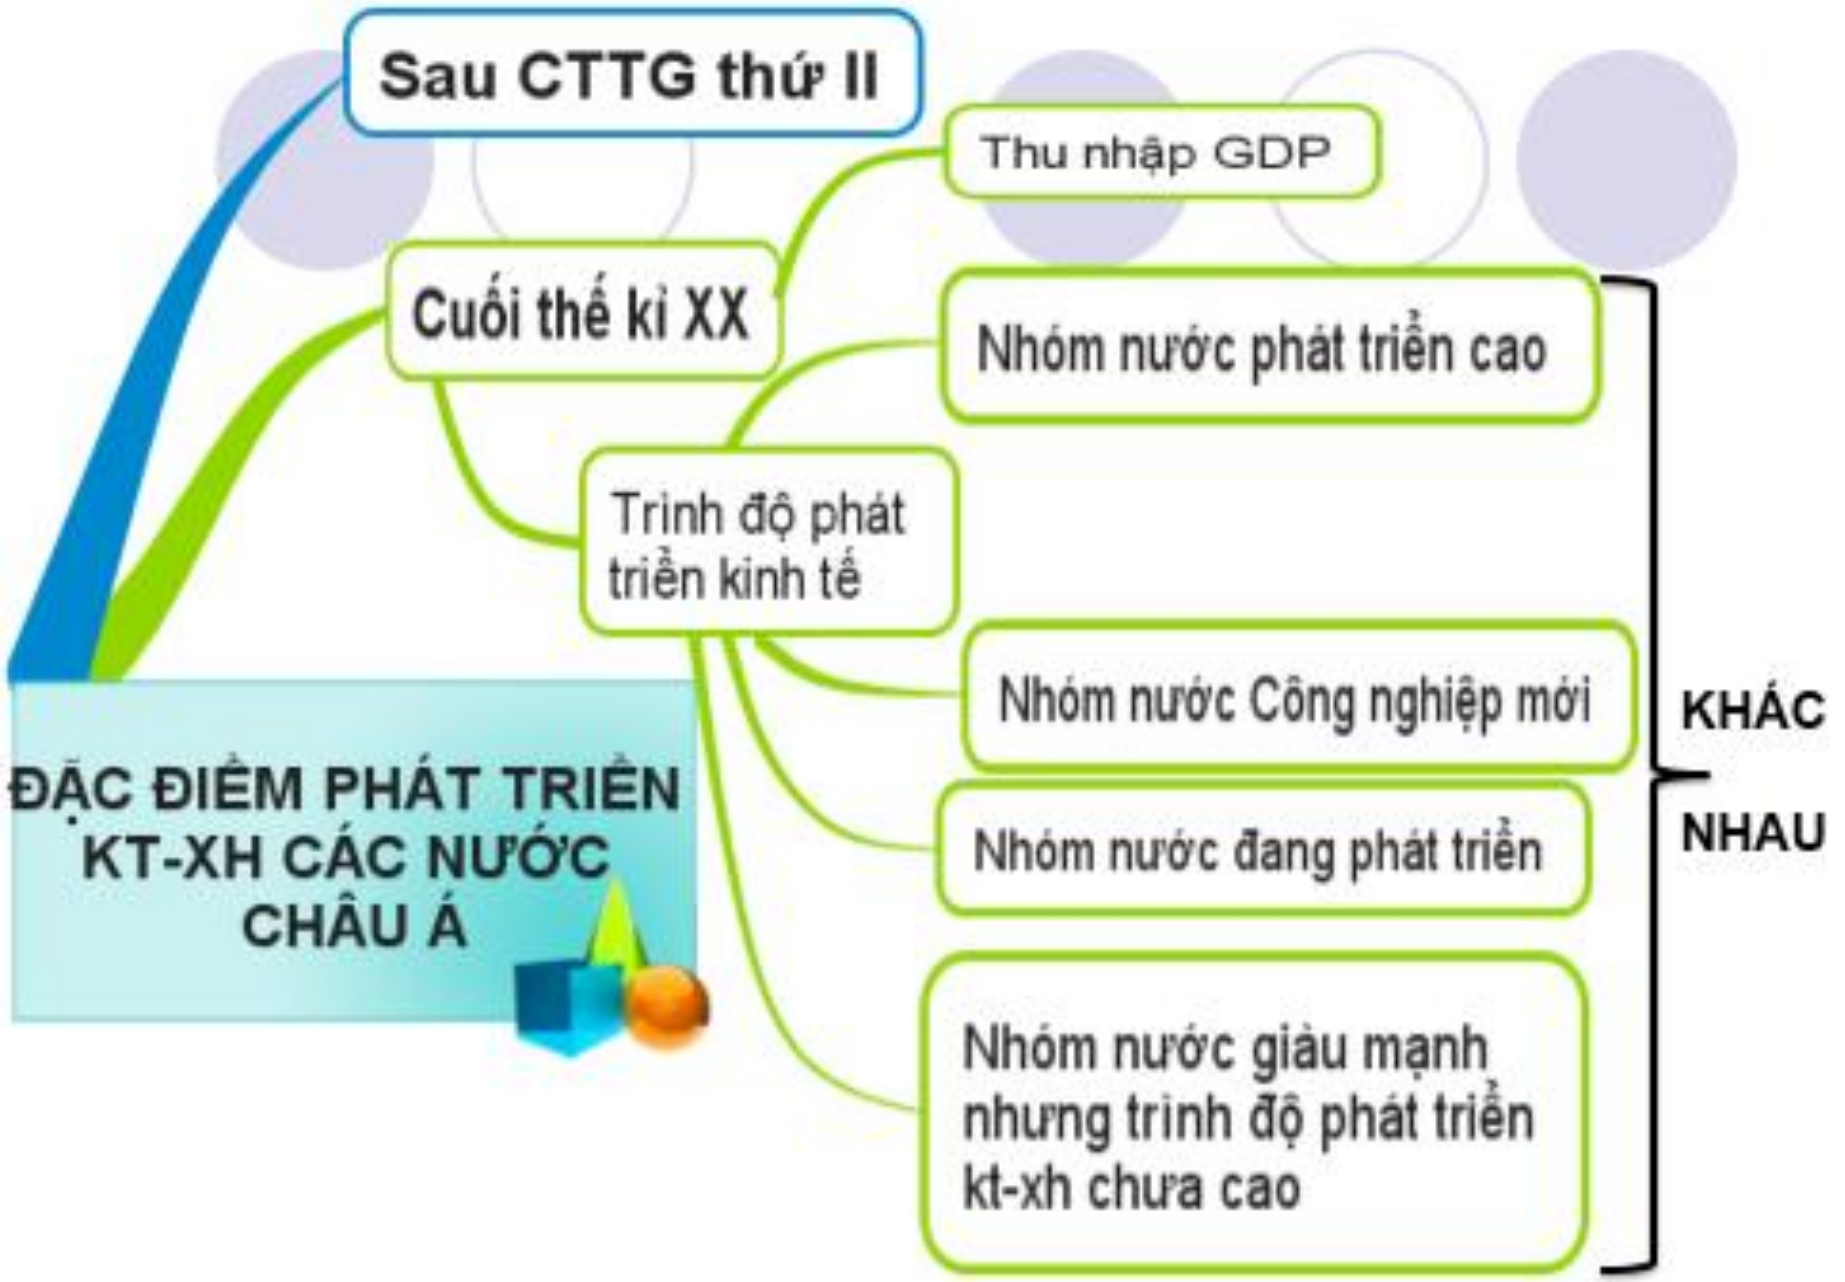 Sau CTTG thứ II
Thu nhập GDP
Cuối thế kỉ XX
Nhóm nước phát triển cao
Trình độ phát
triển kinh tế
Nhóm nước Công nghiệp mới
KHÁC
NHAU
Nhóm nước đang phát triển
ĐẶC ĐIỂM PHÁT TRIỂN
KT-XH CÁC NƯỚC
CHÂU Á
Nhóm nước giàu mạnh
nhưng trình độ phát triển
kt-xh chưa cao